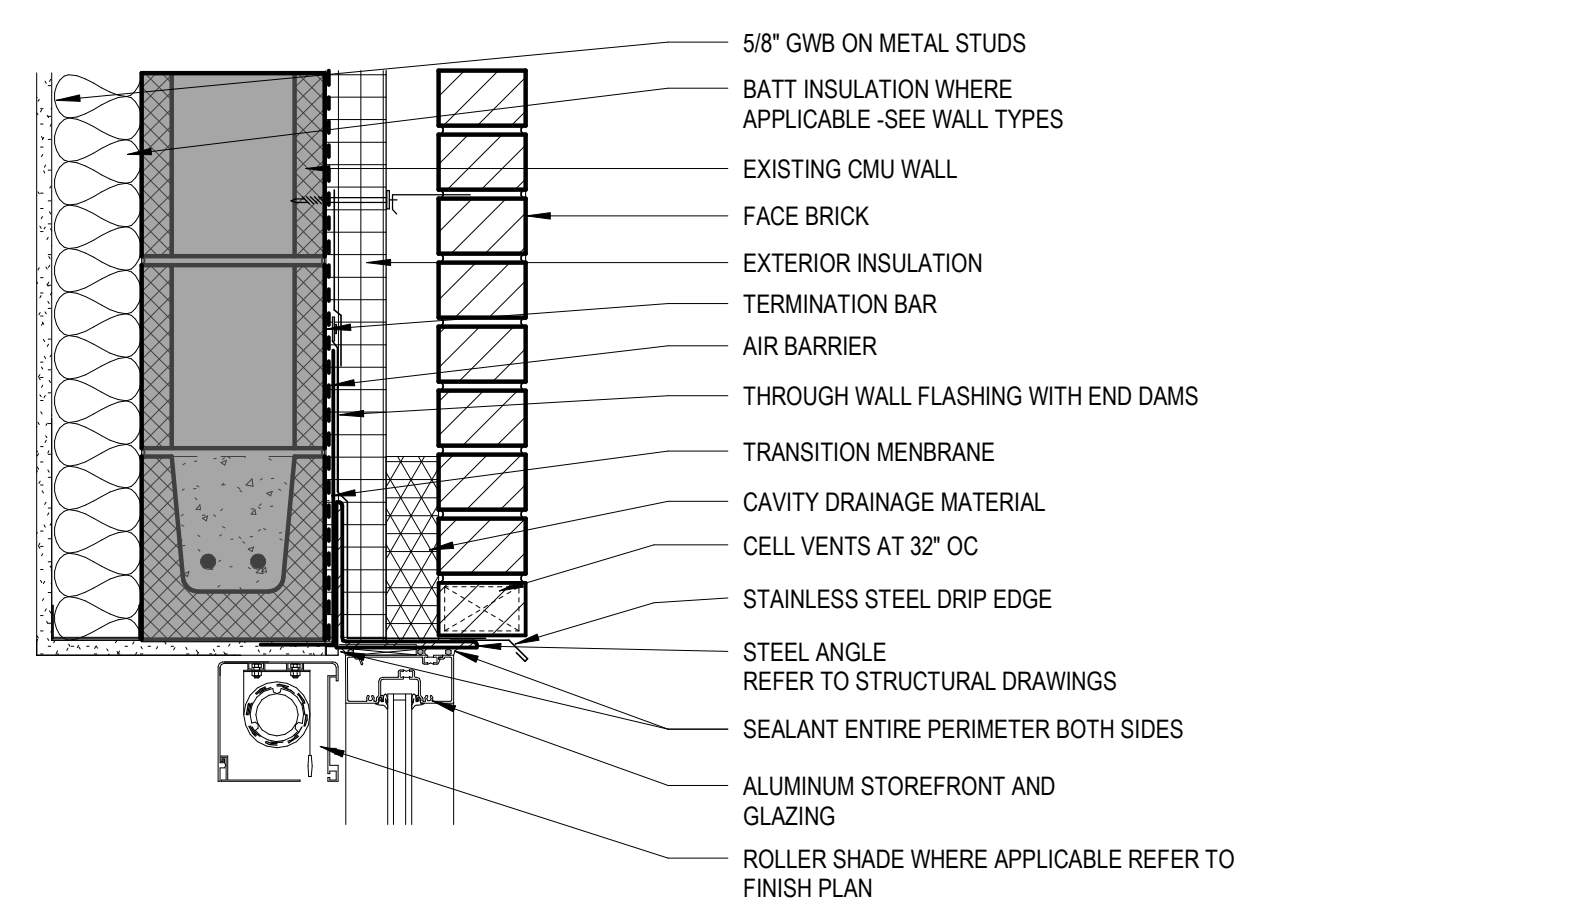 5/8" GWB ON METAL STUDS
BATT INSULATION WHERE
APPLICABLE -SEE WALL TYPES
EXISTING CMU WALL
FACE BRICK
EXTERIOR INSULATION
TERMINATION BAR
AIR BARRIER
THROUGH WALL FLASHING WITH END DAMS
TRANSITION MENBRANE
CAVITY DRAINAGE MATERIAL
CELL VENTS AT 32" OC
STAINLESS STEEL DRIP EDGE
STEEL ANGLE
REFER TO STRUCTURAL DRAWINGS
SEALANT ENTIRE PERIMETER BOTH SIDES
ALUMINUM STOREFRONT AND
GLAZING
ROLLER SHADE WHERE APPLICABLE REFER TO
FINISH PLAN